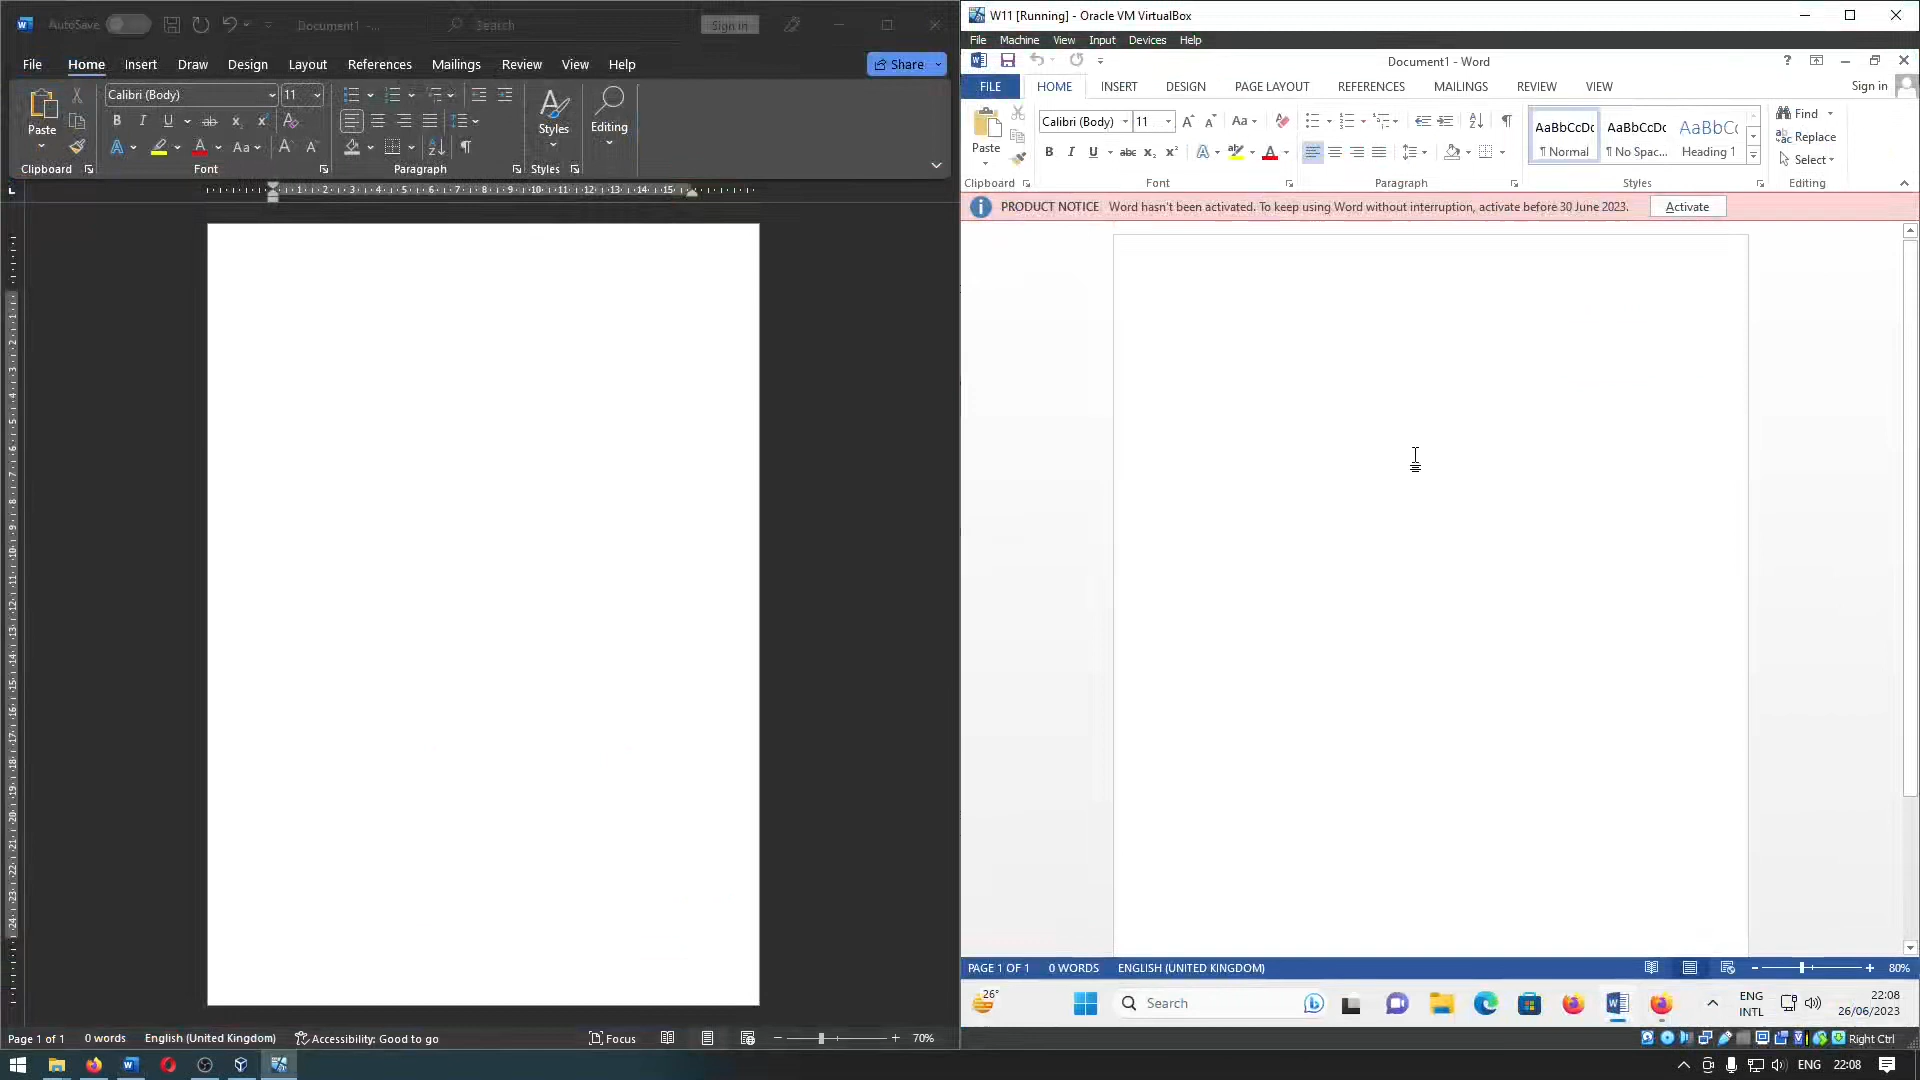 AutoSave
Document1 -...
Search
Sign in
File Home Insert Draw Design Layout References Mailings Review View Help
Share
Paste
Calibri (Body) 11
Styles
Editing
Clipboard Font Paragraph Styles
Page 1 of 1 0 words English (United Kingdom) Accessibility: Good to go Focus 70%
W11 [Running] - Oracle VM VirtualBox
File Machine View Input Devices Help
Document1 - Word
FILE HOME INSERT DESIGN PAGE LAYOUT REFERENCES MAILINGS REVIEW VIEW Sign in
Paste
Calibri (Body) 11
AaBbCcDc AaBbCcDc AaBbC
¶ Normal ¶ No Spac... Heading 1
Find
Replace
Select
Clipboard Font Paragraph Styles Editing
PRODUCT NOTICE Word hasn't been activated. To keep using Word without interruption, activate before 30 June 2023. Activate
PAGE 1 OF 1 0 WORDS ENGLISH (UNITED KINGDOM) 80%
26°
Search
ENG
INTL
22:08
26/06/2023
Right Ctrl
ENG 22:08